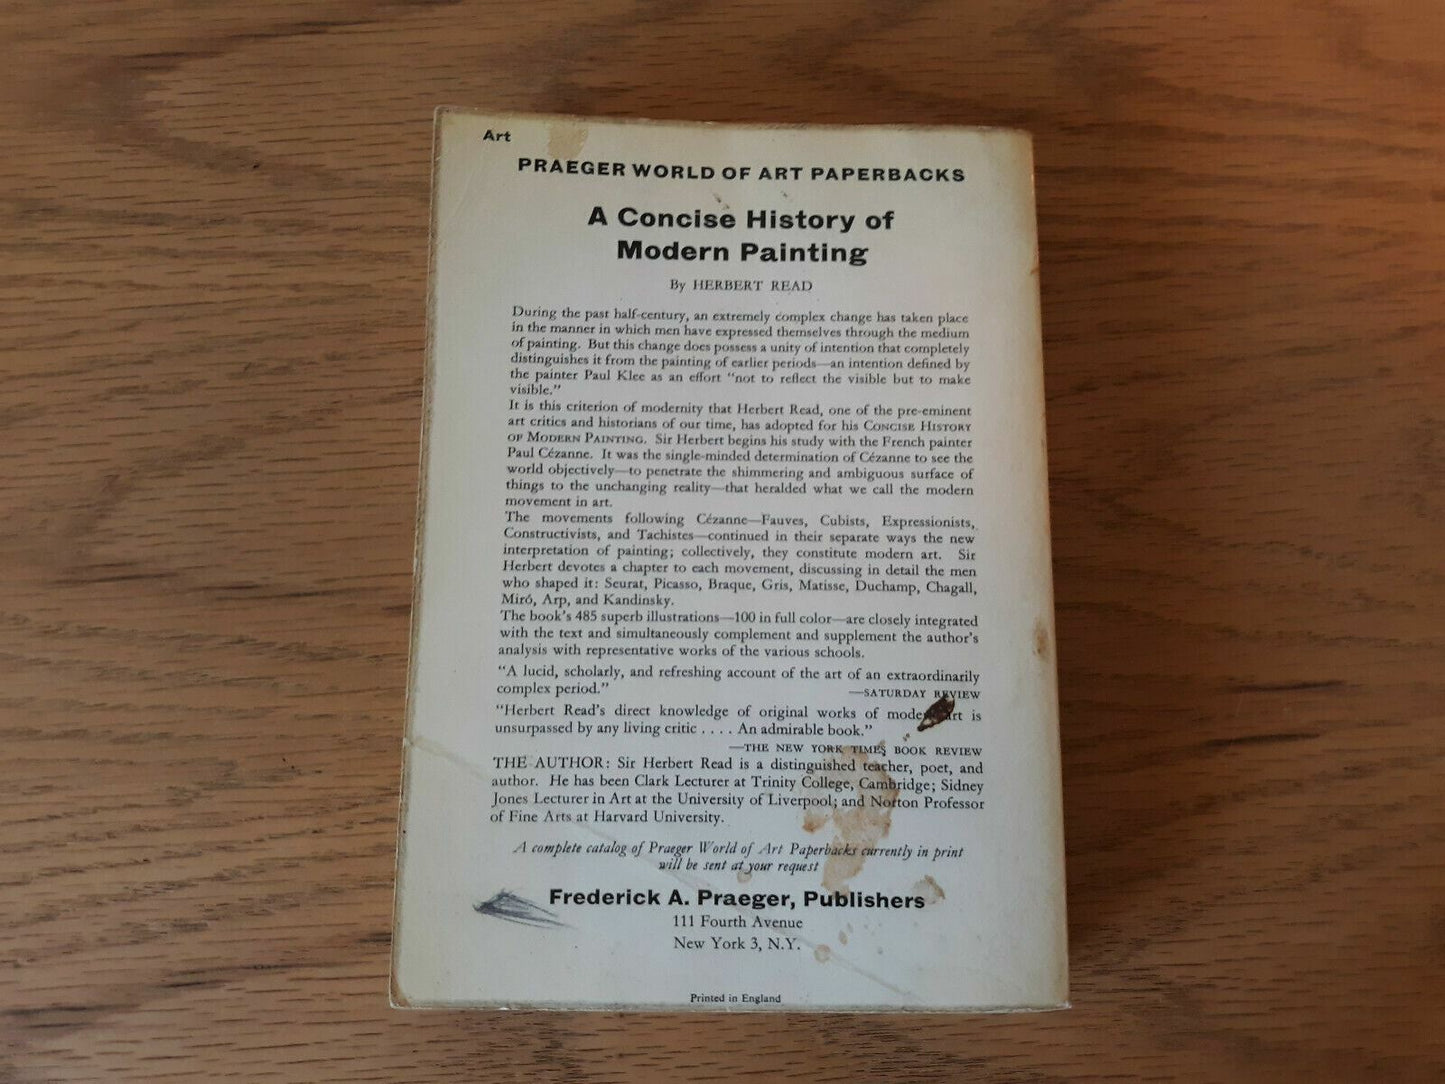 Art
PRAEGER WORLD OF ART PAPERBACKS
A Concise History of
Modern Painting
By HERBERT READ
During the past half-century, an extremely complex change has taken place
in the manner in which men have expressed themselves through the medium
of painting. But this change does possess a unity of intention that completely
distinguishes it from the painting of earlier periods—an intention defined by
the painter Paul Klee as an effort "not to reflect the visible but to make
visible."
It is this criterion of modernity that Herbert Read, one of the pre-eminent
art critics and historians of our time, has adopted for his CONCISE HISTORY
OF MODERN PAINTING. Sir Herbert begins his study with the French painter
Paul Cézanne. It was the single-minded determination of Cézanne to see the
world objectively—to penetrate the shimmering and ambiguous surface of
things to the unchanging reality—that heralded what we call the modern
movement in art.
The movements following Cézanne—Fauves, Cubists, Expressionists,
Constructivists, and Tachistes—continued in their separate ways the new
interpretation of painting; collectively, they constitute modern art. Sir
Herbert devotes a chapter to each movement, discussing in detail the men
who shaped it: Seurat, Picasso, Braque, Gris, Matisse, Duchamp, Chagall,
Miró, Arp, and Kandinsky.
The book's 485 superb illustrations—100 in full color—are closely integrated
with the text and simultaneously complement and supplement the author's
analysis with representative works of the various schools.
"A lucid, scholarly, and refreshing account of the art of an extraordinarily
complex period." —SATURDAY REVIEW
"Herbert Read's direct knowledge of original works of modern art is
unsurpassed by any living critic . . . . An admirable book."
—THE NEW YORK TIMES BOOK REVIEW
THE AUTHOR: Sir Herbert Read is a distinguished teacher, poet, and
author. He has been Clark Lecturer at Trinity College, Cambridge; Sidney
Jones Lecturer in Art at the University of Liverpool; and Norton Professor
of Fine Arts at Harvard University.
A complete catalog of Praeger World of Art Paperbacks currently in print
will be sent at your request
Frederick A. Praeger, Publishers
111 Fourth Avenue
New York 3, N.Y.
Printed in England